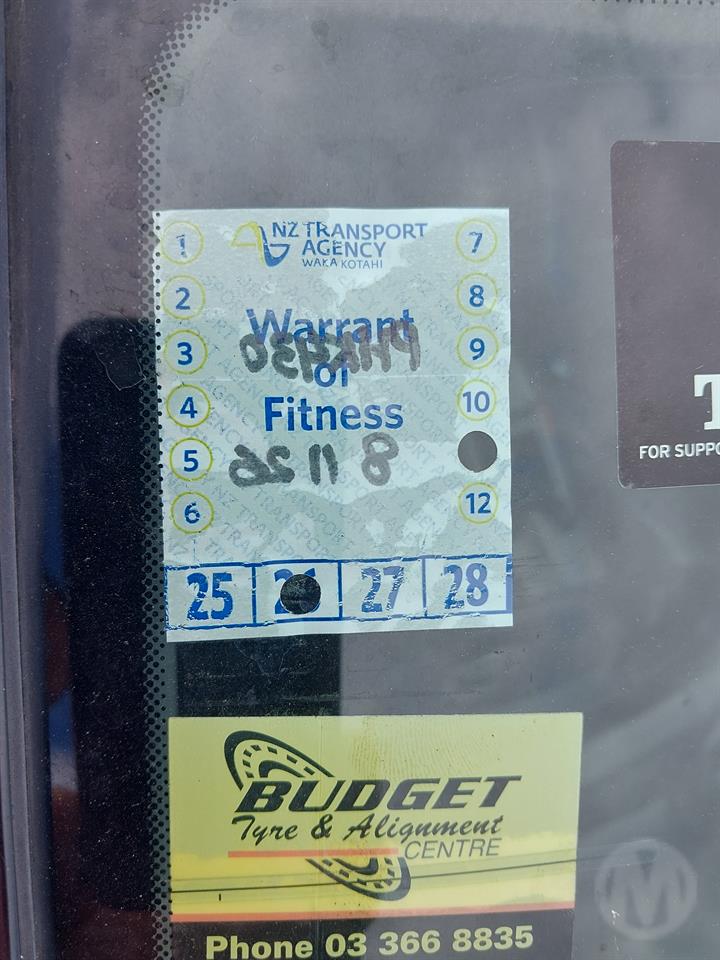 NZ TRANSPORT
AGENCY
WAKA KOTAHI
1
2
3
4
5
6
7
8
9
10
12
Warrant
of
Fitness
8 11 26
25 26 27 28
T
FOR SUPPO
BUDGET
Tyre & Alignment
CENTRE
Phone 03 366 8835
M